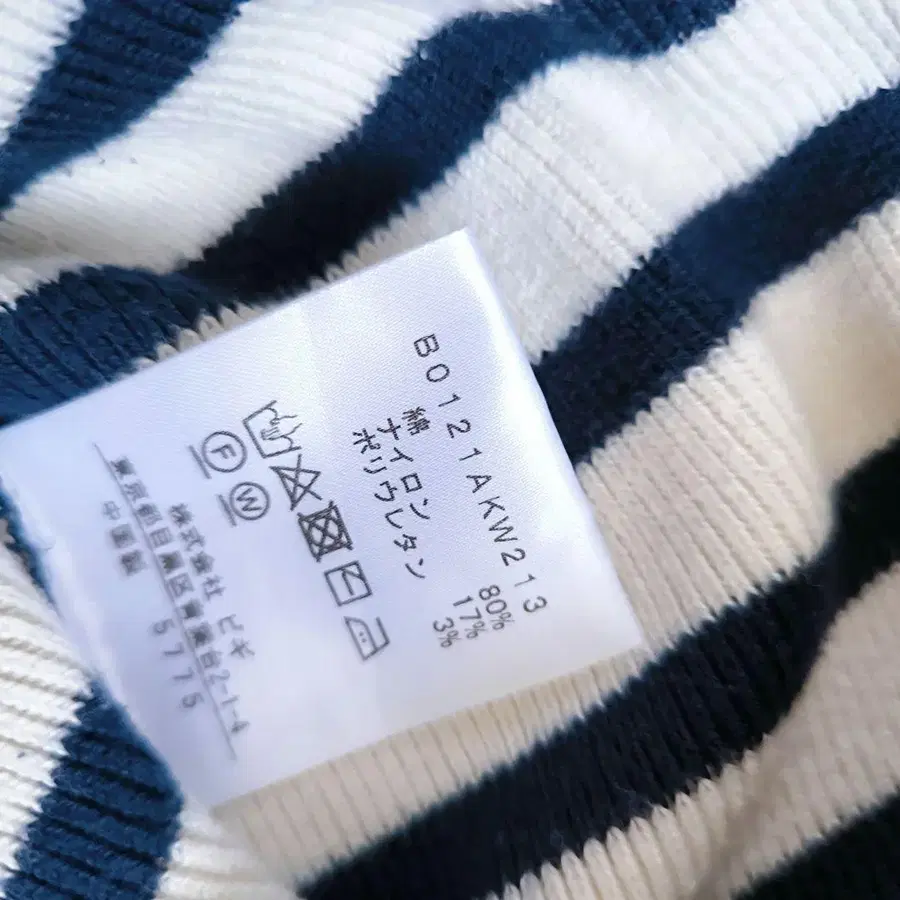 B0121AKW213
綿 80%
ナイロン 17%
ポリウレタン 3%
F
W
株式会社 ピギ
東京都目黒区青葉台2-1-4
5775
中国製